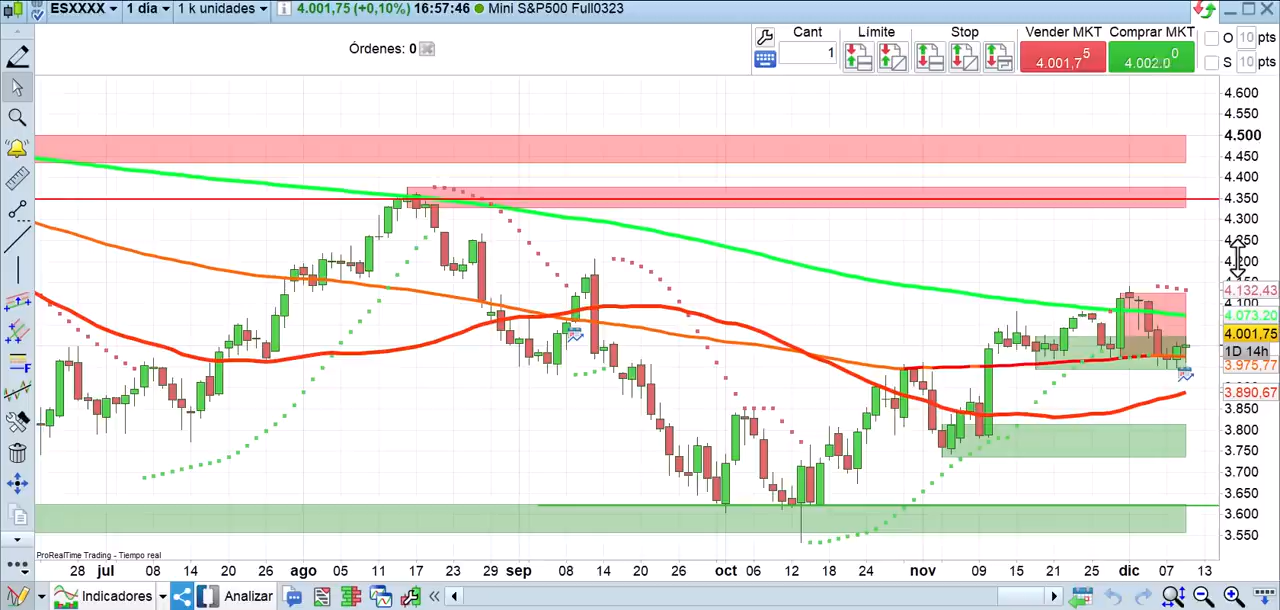 ESXXXX 1 día 1 k unidades 4.001,75 (+0,10%) 16:57:46 Mini S&P500 Full0323
Órdenes: 0
Cant Límite Stop Vender MKT Comprar MKT
1 4.001,7⁵ 4.002.0⁰
O 10 pts
S 10 pts
4.600
4.550
4.500
4.450
4.400
4.350
4.300
4.200
4.132,43
4.100
4.073.20
4.001,75
1D 14h
3.975,77
3.890,67
3.850
3.800
3.750
3.700
3.650
3.600
3.550
ProRealTime Trading - Tiempo real
28 jul 08 14 20 26 ago 05 11 17 23 29 sep 08 14 20 26 oct 06 12 18 24 nov 09 15 21 25 dic 07 13
Indicadores Analizar